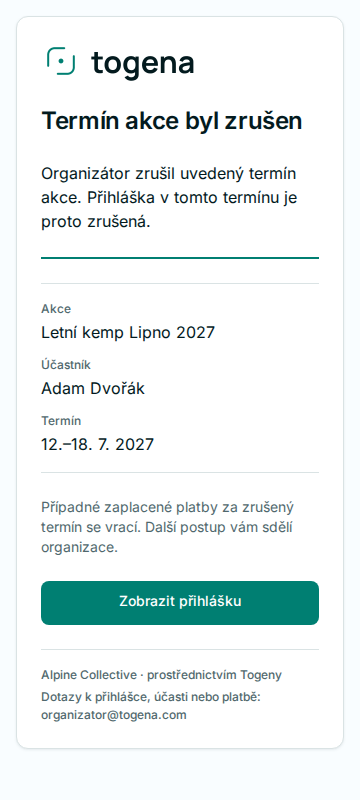 togena
Termín akce byl zrušen
Organizátor zrušil uvedený termín
akce. Přihláška v tomto termínu je
proto zrušená.
Akce
Letní kemp Lipno 2027
Účastník
Adam Dvořák
Termín
12.–18. 7. 2027
Případné zaplacené platby za zrušený
termín se vrací. Další postup vám sdělí
organizace.
Zobrazit přihlášku
Alpine Collective · prostřednictvím Togeny
Dotazy k přihlášce, účasti nebo platbě:
organizator@togena.com